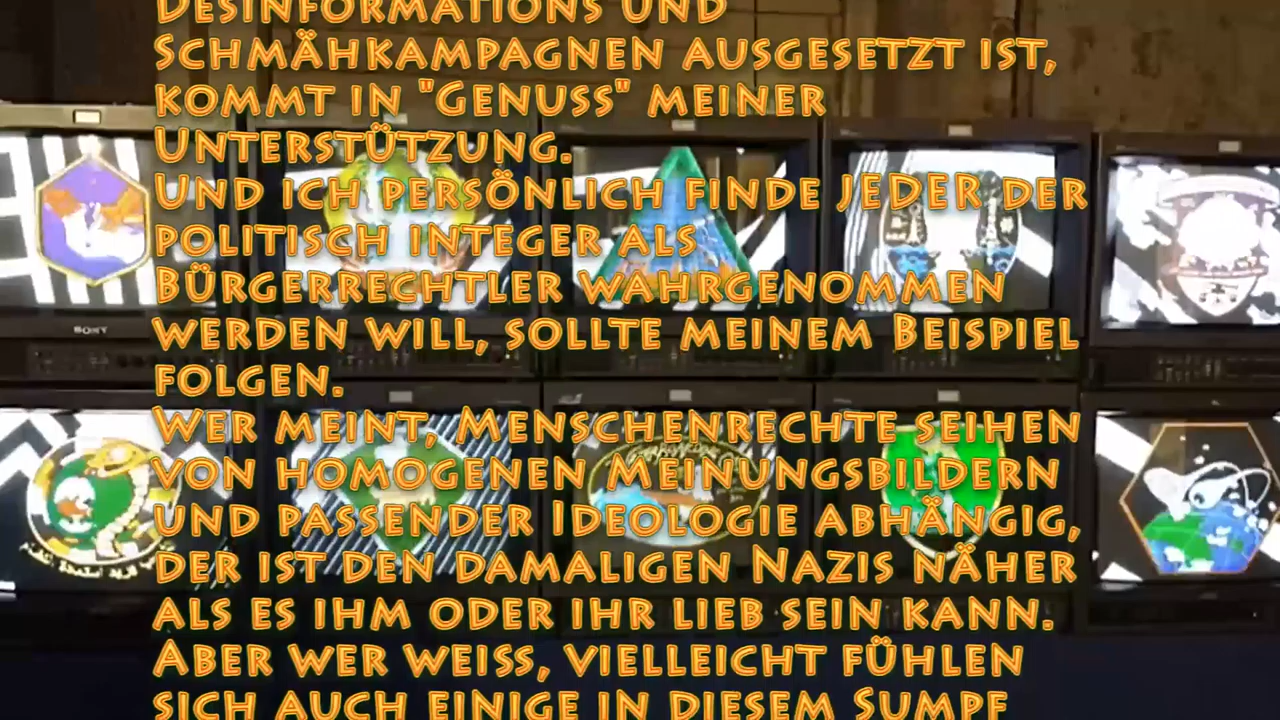 Desinformations und
Schmähkampagnen ausgesetzt ist,
kommt in "Genuss" meiner
Unterstützung.
Und ich persönlich finde JEDER der
politisch integer als
Bürgerrechtler wahrgenommen
werden will, sollte meinem Beispiel
folgen.
Wer meint, Menschenrechte seihen
von homogenen Meinungsbildern
und passender Ideologie abhängig,
der ist den damaligen Nazis näher
als es ihm oder ihr lieb sein kann.
Aber wer weiss, vielleicht fühlen
sich auch einige in diesem Sumpf
SONY